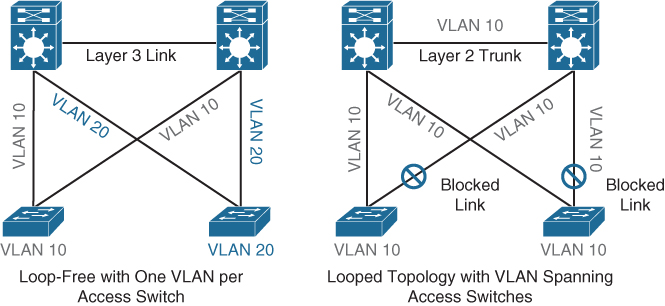 VLAN 10
Layer 3 Link
Layer 2 Trunk
VLAN 10
VLAN 20
VLAN 10
VLAN 20
VLAN 10
VLAN 10
VLAN 10
VLAN 10
Blocked
Link
Blocked
Link
VLAN 10
VLAN 20
VLAN 10
VLAN 10
Loop-Free with One VLAN per
Access Switch
Looped Topology with VLAN Spanning
Access Switches